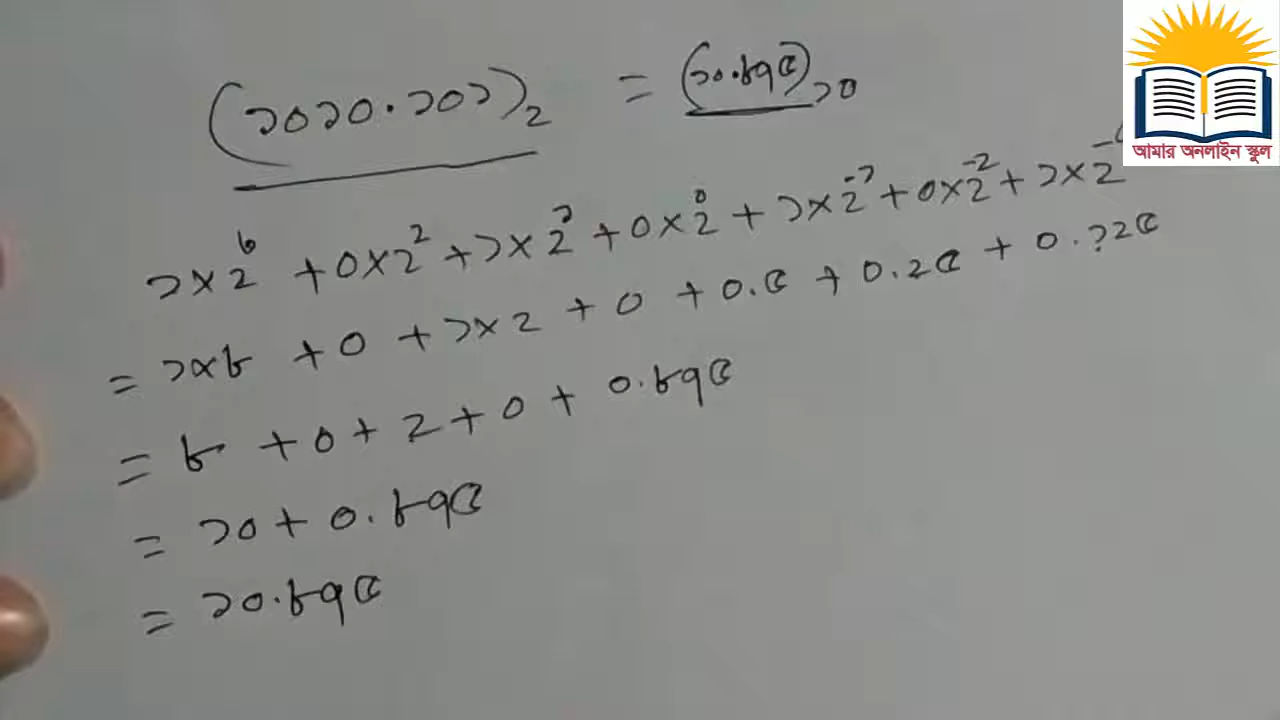 (১০১০.১০১)₂ = (১০.৮৭৫)₁₀
আমার অনলাইন স্কুল
১×২³ + ০×২² + ১×২¹ + ০×২⁰ + ১×২⁻¹ + ০×২⁻² + ১×২⁻
= ১×৮ + ০ + ১×২ + ০ + ০.৫ + ০.২৫ + ০.১২৫
= ৮ + ০ + ২ + ০ + ০.৮৭৫
= ১০ + ০.৮৭৫
= ১০.৮৭৫